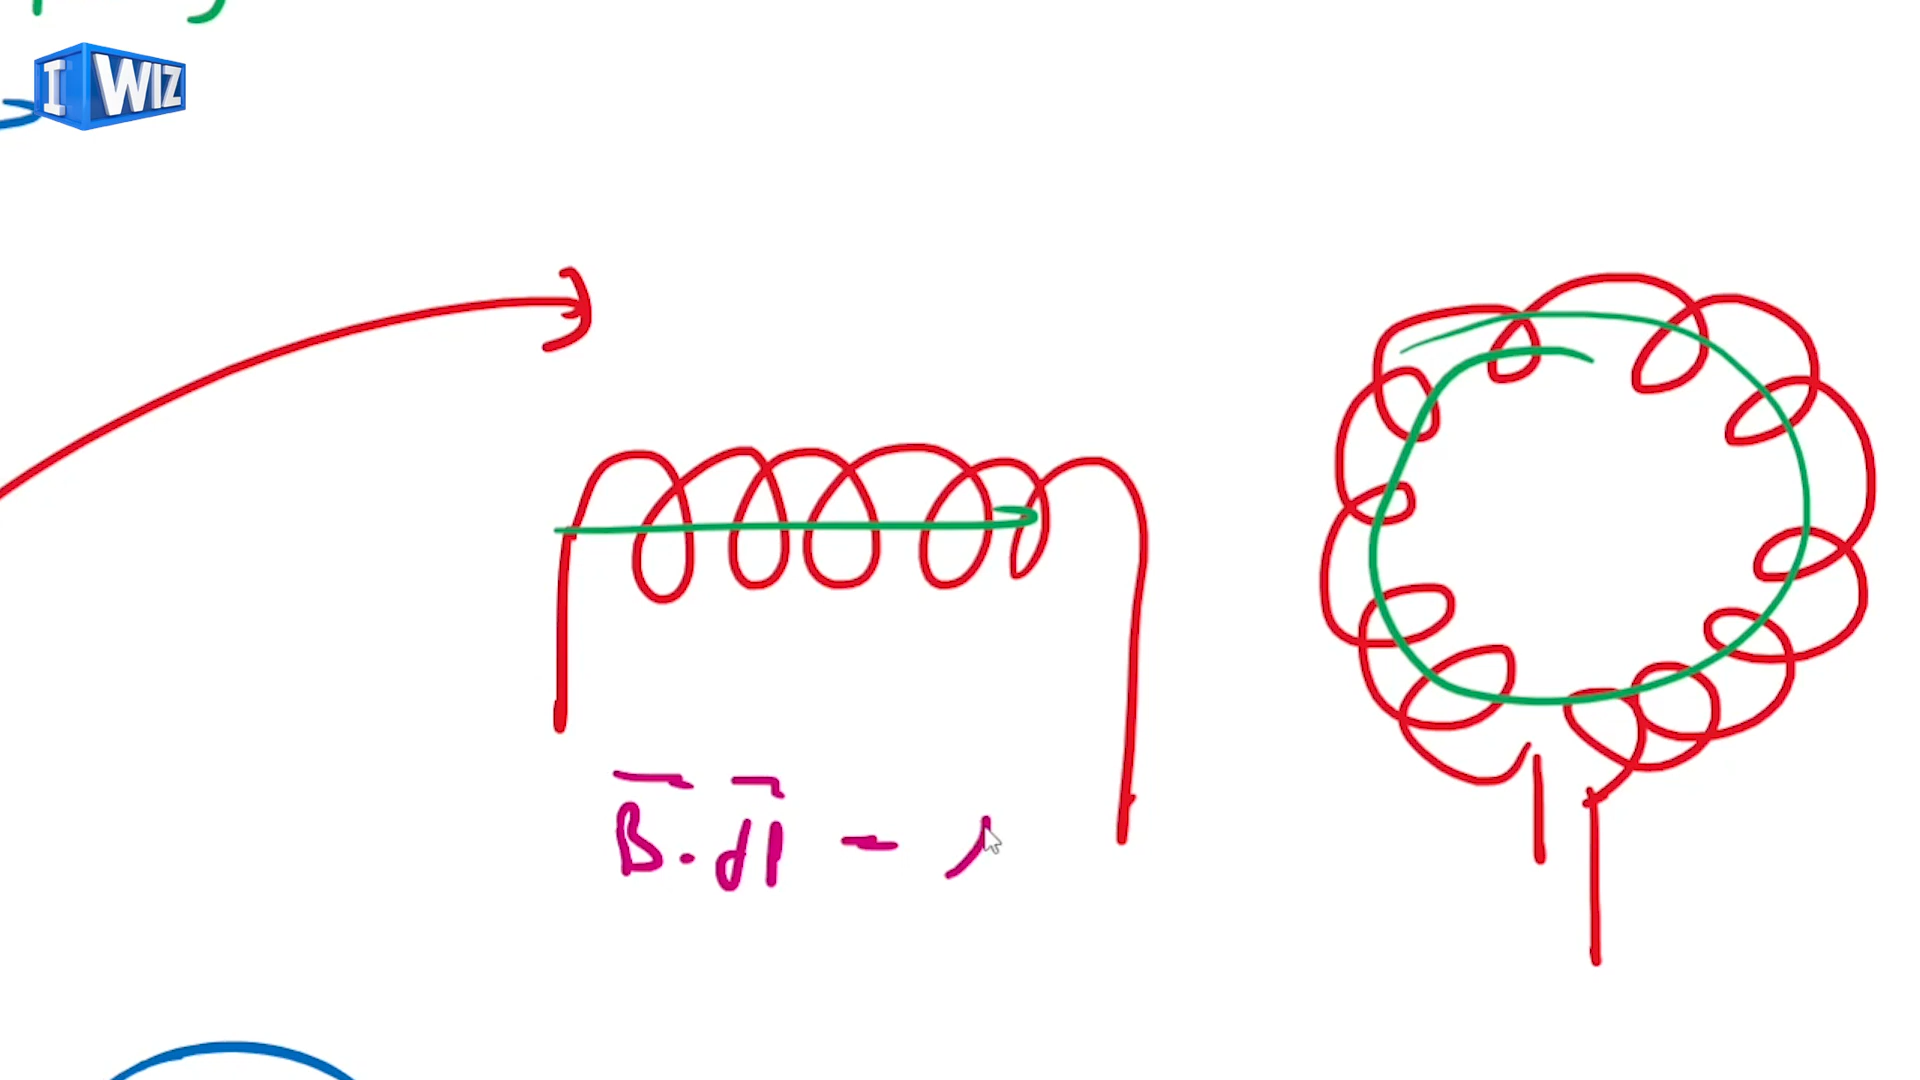 I WIZ
B⃗ . dl⃗ =